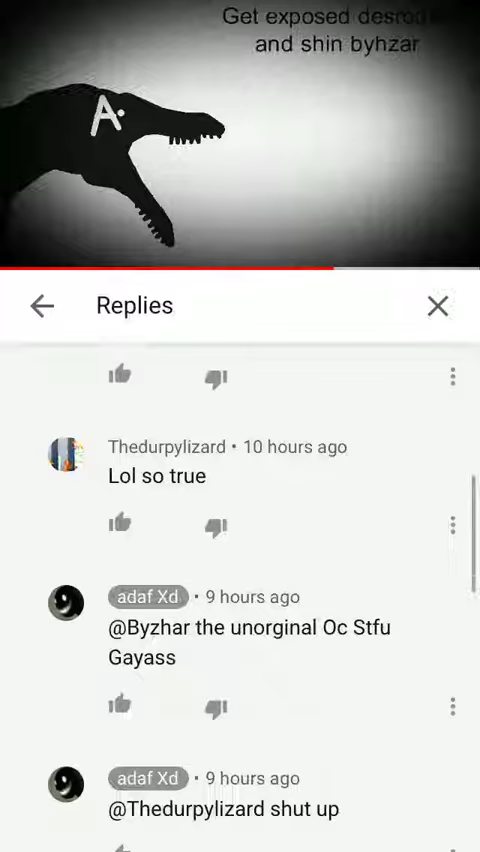 Get exposed desrog
and shin byhzar
A.
Replies
Thedurpylizard • 10 hours ago
Lol so true
adaf Xd • 9 hours ago
@Byzhar the unorginal Oc Stfu
Gayass
adaf Xd • 9 hours ago
@Thedurpylizard shut up